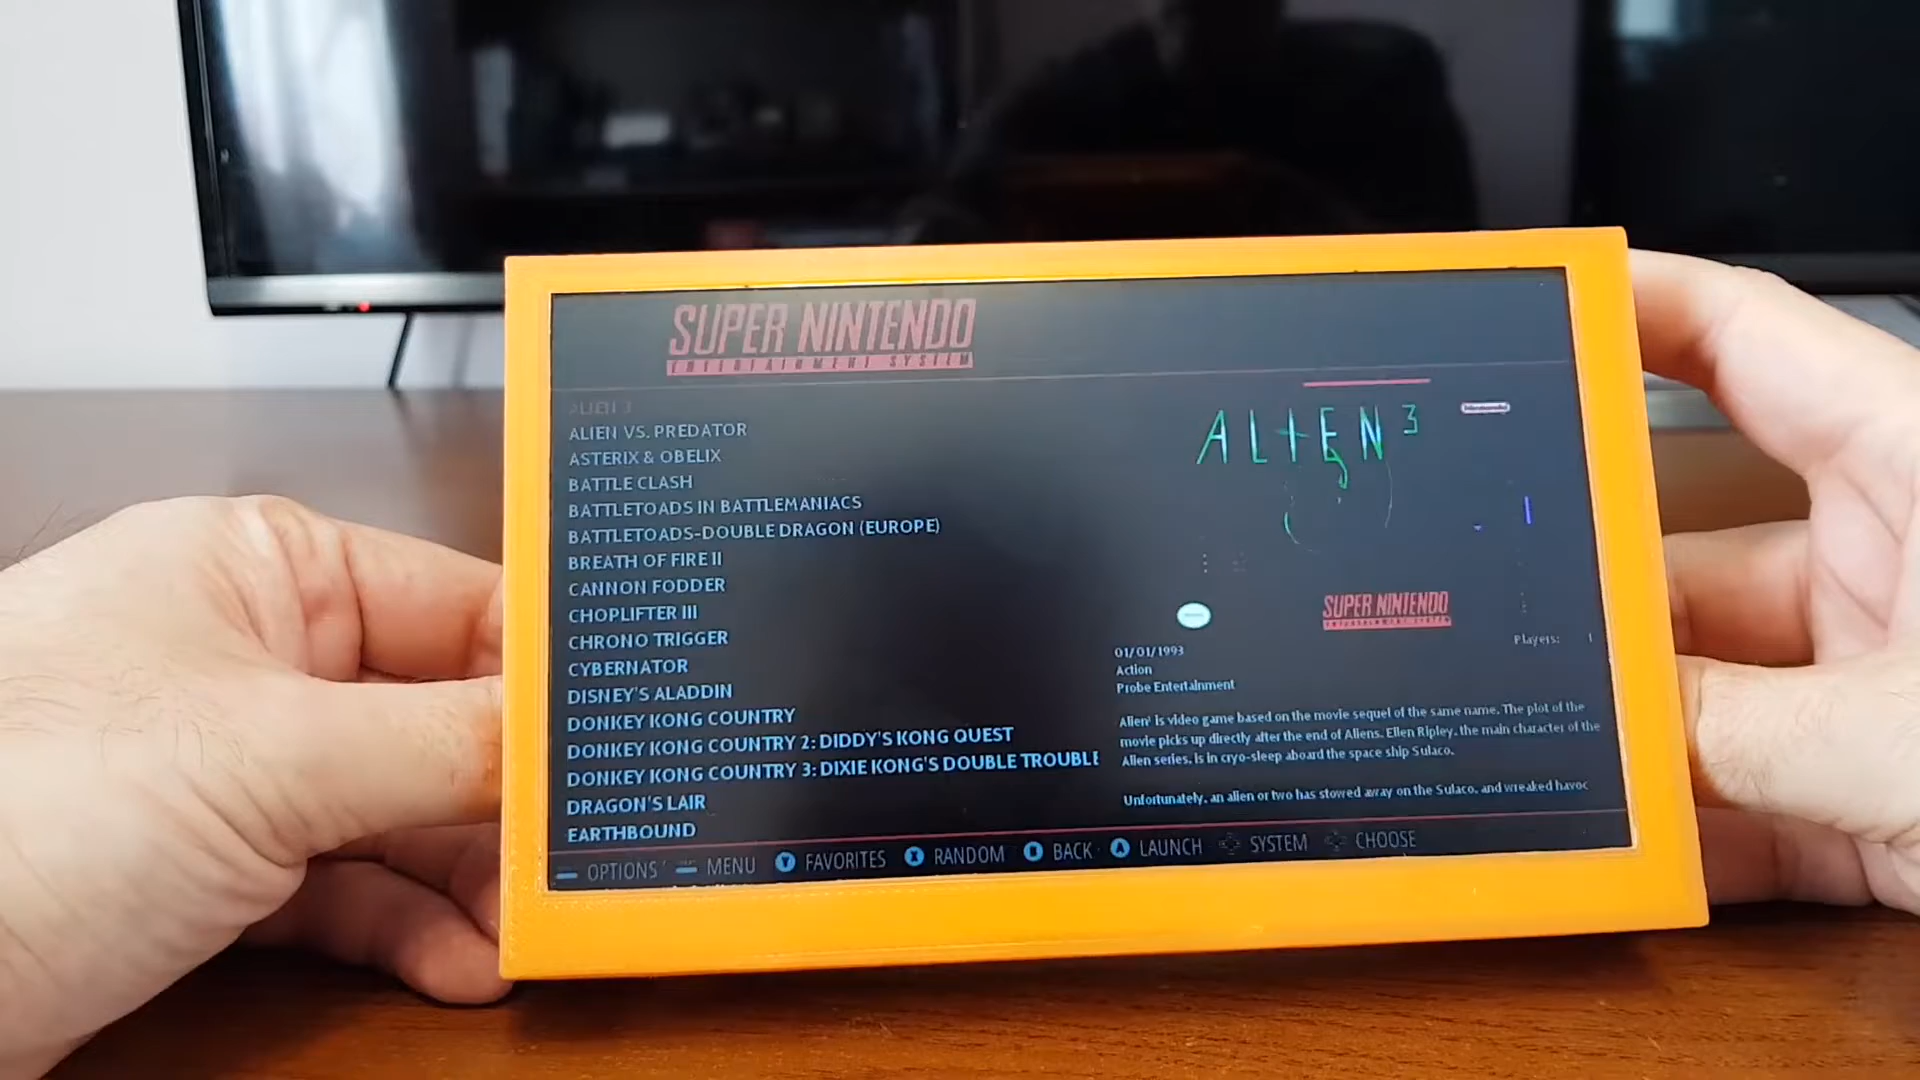 SUPER NINTENDO
ENTERTAINMENT SYSTEM
ALIEN 3
ALIEN VS. PREDATOR
ASTERIX & OBELIX
BATTLE CLASH
BATTLETOADS IN BATTLEMANIACS
BATTLETOADS-DOUBLE DRAGON (EUROPE)
BREATH OF FIRE II
CANNON FODDER
CHOPLIFTER III
CHRONO TRIGGER
CYBERNATOR
DISNEY'S ALADDIN
DONKEY KONG COUNTRY
DONKEY KONG COUNTRY 2: DIDDY'S KONG QUEST
DONKEY KONG COUNTRY 3: DIXIE KONG'S DOUBLE TROUBLE
DRAGON'S LAIR
EARTHBOUND
ALIEN 3
Nintendo
SUPER NINTENDO
ENTERTAINMENT SYSTEM
Players: 1
01/01/1993
Action
Probe Entertainment
Alien³ is video game based on the movie sequel of the same name. The plot of the
movie picks up directly after the end of Aliens. Ellen Ripley, the main character of the
Alien series, is in cryo-sleep aboard the space ship Sulaco.
Unfortunately, an alien or two has stowed away on the Sulaco, and wreaked havoc
OPTIONS MENU Y FAVORITES X RANDOM B BACK A LAUNCH SYSTEM CHOOSE